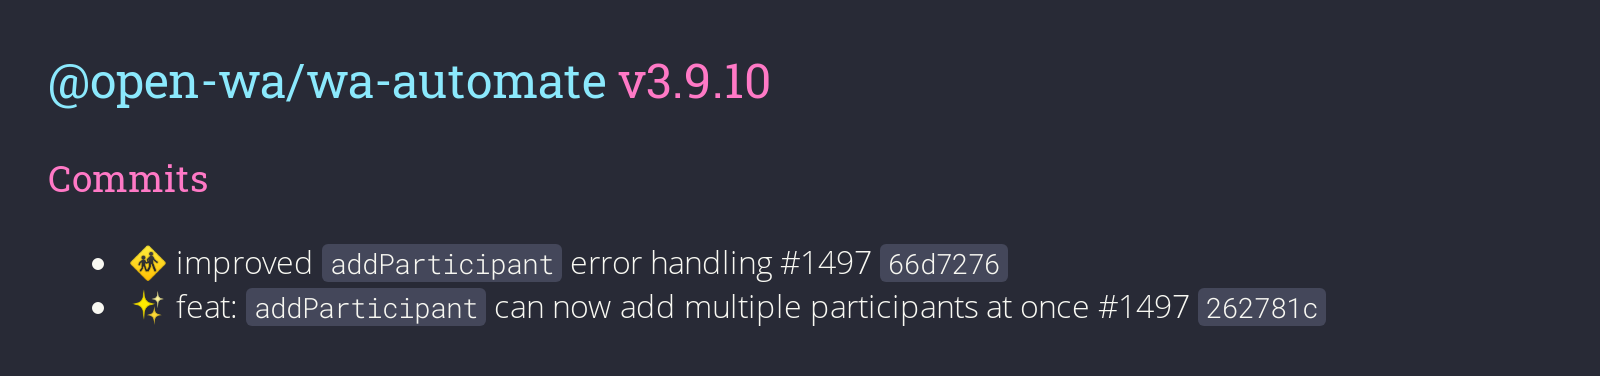 @open-wa/wa-automate v3.9.10
Commits
• 🚸 improved addParticipant error handling #1497 66d7276
• ✨ feat: addParticipant can now add multiple participants at once #1497 262781c